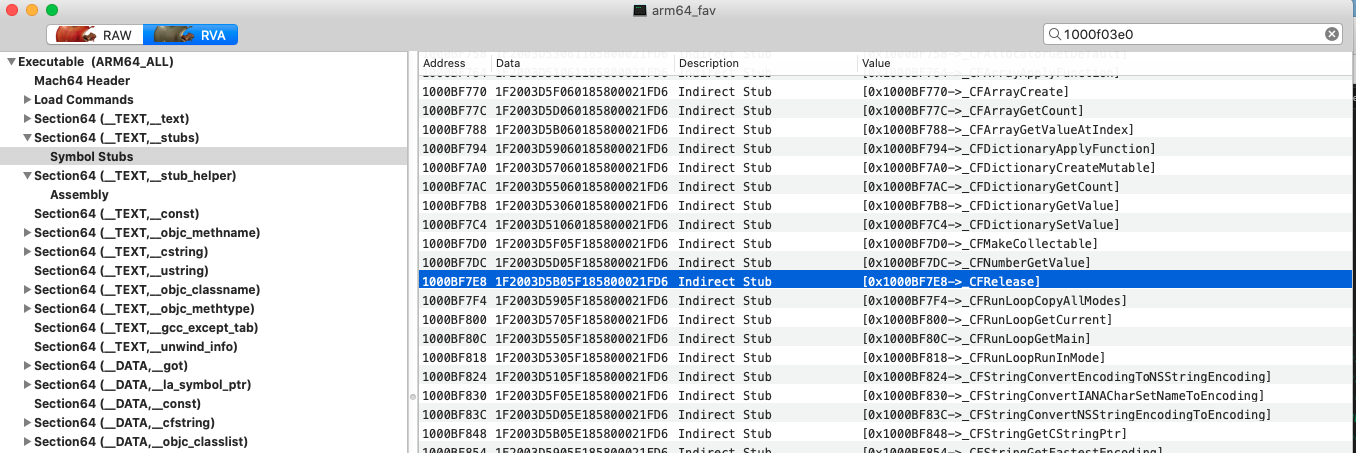 arm64_fav
RAW RVA 1000f03e0
Executable (ARM64_ALL)
Mach64 Header
Load Commands
Section64 (__TEXT,__text)
Section64 (__TEXT,__stubs)
Symbol Stubs
Section64 (__TEXT,__stub_helper)
Assembly
Section64 (__TEXT,__const)
Section64 (__TEXT,__objc_methname)
Section64 (__TEXT,__cstring)
Section64 (__TEXT,__ustring)
Section64 (__TEXT,__objc_classname)
Section64 (__TEXT,__objc_methtype)
Section64 (__TEXT,__gcc_except_tab)
Section64 (__TEXT,__unwind_info)
Section64 (__DATA,__got)
Section64 (__DATA,__la_symbol_ptr)
Section64 (__DATA,__const)
Section64 (__DATA,__cfstring)
Section64 (__DATA,__objc_classlist)
Address Data Description Value
1000BF770 1F2003D5F060185800021FD6 Indirect Stub [0x1000BF770->_CFArrayCreate]
1000BF77C 1F2003D5D060185800021FD6 Indirect Stub [0x1000BF77C->_CFArrayGetCount]
1000BF788 1F2003D5B060185800021FD6 Indirect Stub [0x1000BF788->_CFArrayGetValueAtIndex]
1000BF794 1F2003D59060185800021FD6 Indirect Stub [0x1000BF794->_CFDictionaryApplyFunction]
1000BF7A0 1F2003D57060185800021FD6 Indirect Stub [0x1000BF7A0->_CFDictionaryCreateMutable]
1000BF7AC 1F2003D55060185800021FD6 Indirect Stub [0x1000BF7AC->_CFDictionaryGetCount]
1000BF7B8 1F2003D53060185800021FD6 Indirect Stub [0x1000BF7B8->_CFDictionaryGetValue]
1000BF7C4 1F2003D51060185800021FD6 Indirect Stub [0x1000BF7C4->_CFDictionarySetValue]
1000BF7D0 1F2003D5F05F185800021FD6 Indirect Stub [0x1000BF7D0->_CFMakeCollectable]
1000BF7DC 1F2003D5D05F185800021FD6 Indirect Stub [0x1000BF7DC->_CFNumberGetValue]
1000BF7E8 1F2003D5B05F185800021FD6 Indirect Stub [0x1000BF7E8->_CFRelease]
1000BF7F4 1F2003D5905F185800021FD6 Indirect Stub [0x1000BF7F4->_CFRunLoopCopyAllModes]
1000BF800 1F2003D5705F185800021FD6 Indirect Stub [0x1000BF800->_CFRunLoopGetCurrent]
1000BF80C 1F2003D5505F185800021FD6 Indirect Stub [0x1000BF80C->_CFRunLoopGetMain]
1000BF818 1F2003D5305F185800021FD6 Indirect Stub [0x1000BF818->_CFRunLoopRunInMode]
1000BF824 1F2003D5105F185800021FD6 Indirect Stub [0x1000BF824->_CFStringConvertEncodingToNSStringEncoding]
1000BF830 1F2003D5F05E185800021FD6 Indirect Stub [0x1000BF830->_CFStringConvertIANACharSetNameToEncoding]
1000BF83C 1F2003D5D05E185800021FD6 Indirect Stub [0x1000BF83C->_CFStringConvertNSStringEncodingToEncoding]
1000BF848 1F2003D5B05E185800021FD6 Indirect Stub [0x1000BF848->_CFStringGetCStringPtr]
1000BF854 1F2003D5905E185800021FD6 Indirect Stub [0x1000BF854->_CFStringGetFastestEncoding]